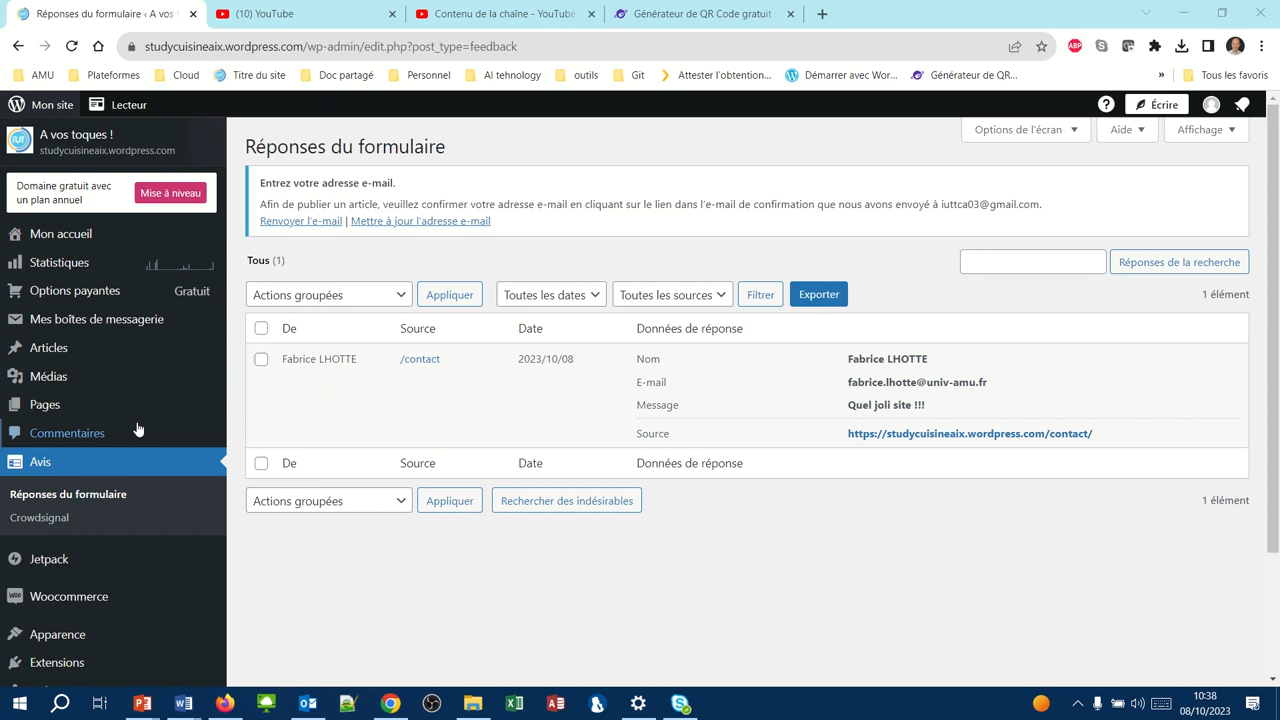 Réponses du formulaire ‹ A vos t
(10) YouTube
Contenu de la chaîne - YouTube
Générateur de QR Code gratuit
studycuisineaix.wordpress.com/wp-admin/edit.php?post_type=feedback
ABP
AMU
Plateformes
Cloud
Titre du site
Doc partagé
Personnel
AI tehnology
outils
Git
Attester l'obtention...
Démarrer avec Wor...
Générateur de QR...
»
Tous les favoris
Mon site
Lecteur
Écrire
A vos toques !
studycuisineaix.wordpress.com
Domaine gratuit avec
un plan annuel
Mise à niveau
Mon accueil
Statistiques
Options payantes
Gratuit
Mes boîtes de messagerie
Articles
Médias
Pages
Commentaires
Avis
Réponses du formulaire
Crowdsignal
Jetpack
Woocommerce
Apparence
Extensions
Options de l'écran
Aide
Affichage
Réponses du formulaire
Entrez votre adresse e-mail.
Afin de publier un article, veuillez confirmer votre adresse e-mail en cliquant sur le lien dans l'e-mail de confirmation que nous avons envoyé à iuttca03@gmail.com.
Renvoyer l'e-mail | Mettre à jour l'adresse e-mail
Tous (1)
Réponses de la recherche
Actions groupées
Appliquer
Toutes les dates
Toutes les sources
Filtrer
Exporter
1 élément
De
Source
Date
Données de réponse
Fabrice LHOTTE
/contact
2023/10/08
Nom
Fabrice LHOTTE
E-mail
fabrice.lhotte@univ-amu.fr
Message
Quel joli site !!!
Source
https://studycuisineaix.wordpress.com/contact/
De
Source
Date
Données de réponse
Actions groupées
Appliquer
Rechercher des indésirables
1 élément
10:38
08/10/2023